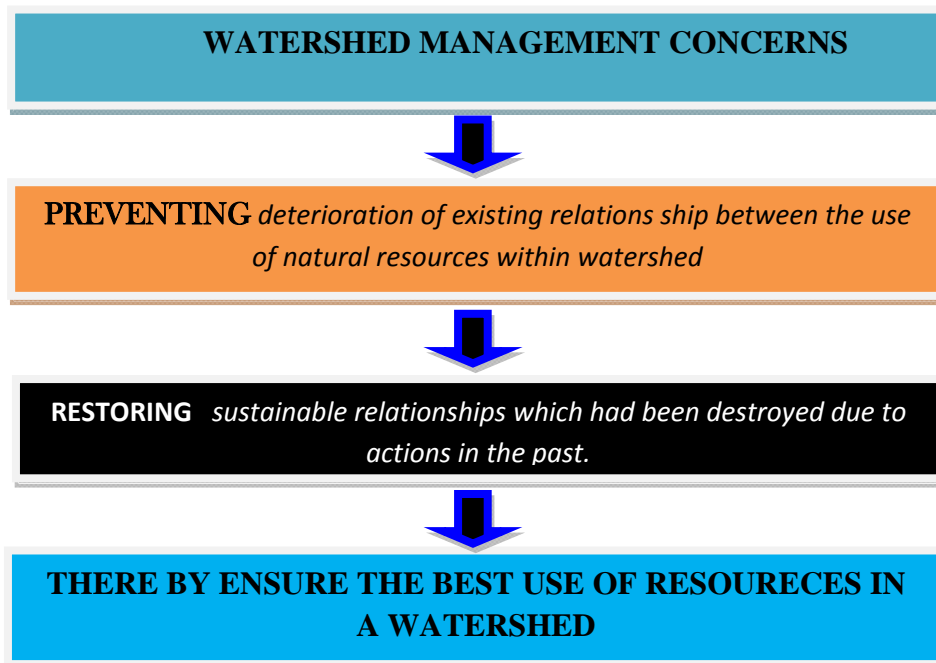 WATERSHED MANAGEMENT CONCERNS
PREVENTING deterioration of existing relations ship between the use
of natural resources within watershed
RESTORING sustainable relationships which had been destroyed due to
actions in the past.
THERE BY ENSURE THE BEST USE OF RESOURECES IN
A WATERSHED